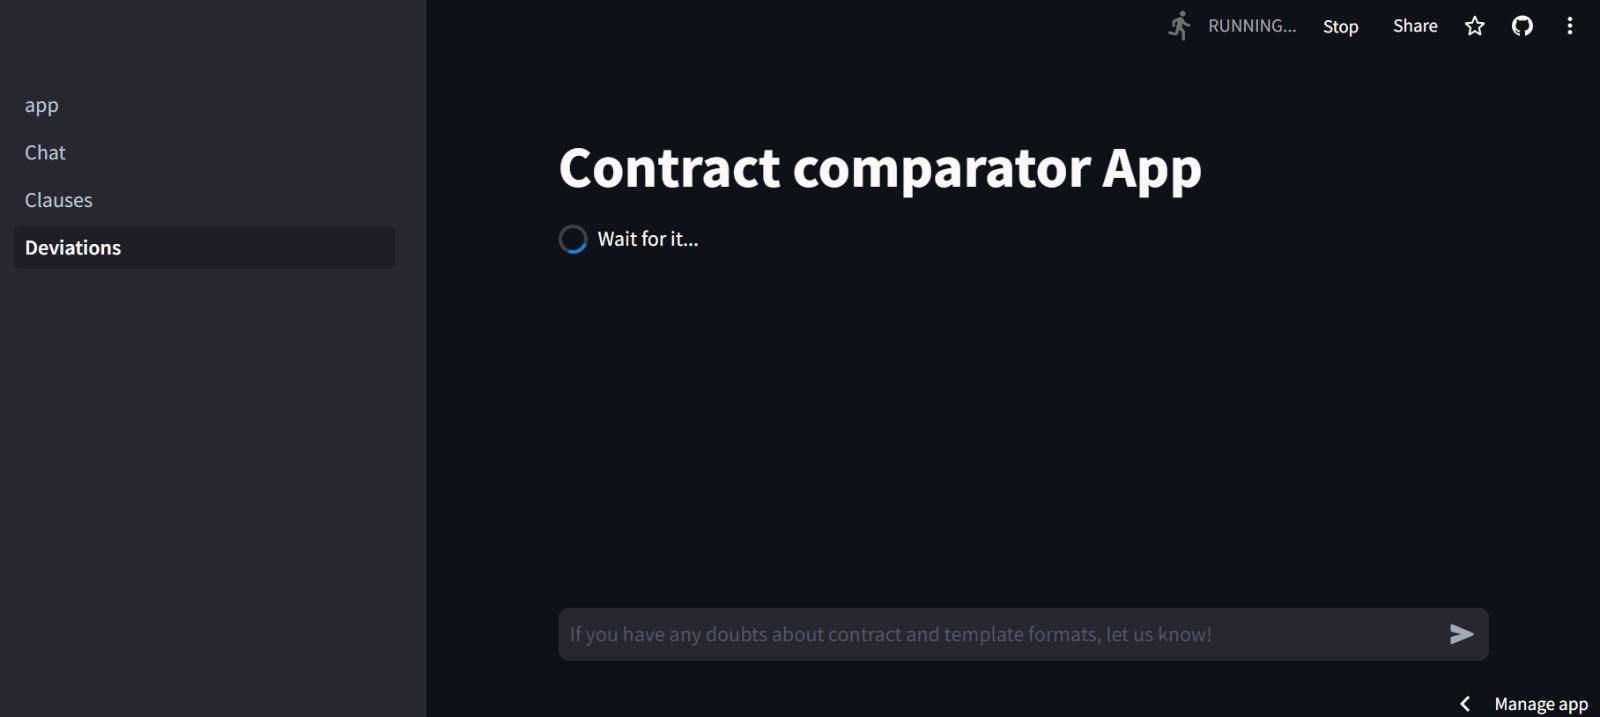 RUNNING...
Stop
Share
app
Chat
Clauses
Deviations
Contract comparator App
Wait for it...
If you have any doubts about contract and template formats, let us know!
Manage app